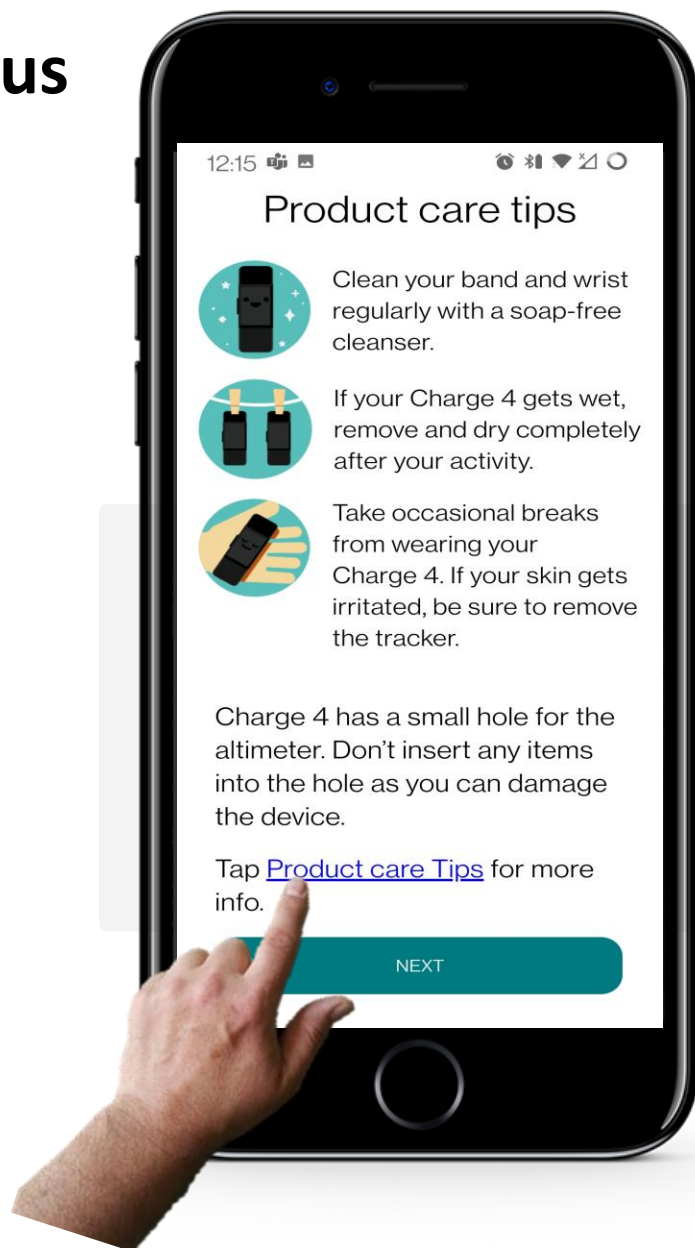 us
12:15
Product care tips
Clean your band and wrist
regularly with a soap-free
cleanser.
If your Charge 4 gets wet,
remove and dry completely
after your activity.
Take occasional breaks
from wearing your
Charge 4. If your skin gets
irritated, be sure to remove
the tracker.
Charge 4 has a small hole for the
altimeter. Don't insert any items
into the hole as you can damage
the device.
Tap Product care Tips for more
info.
NEXT